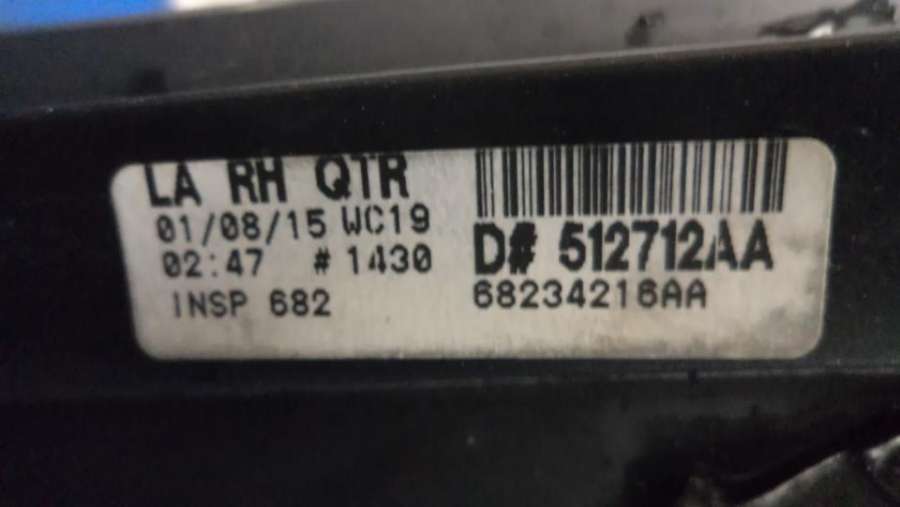 LA RH QTR
01/08/15 WC19
02:47 #1430
INSP 682
D# 512712AA
68234216AA